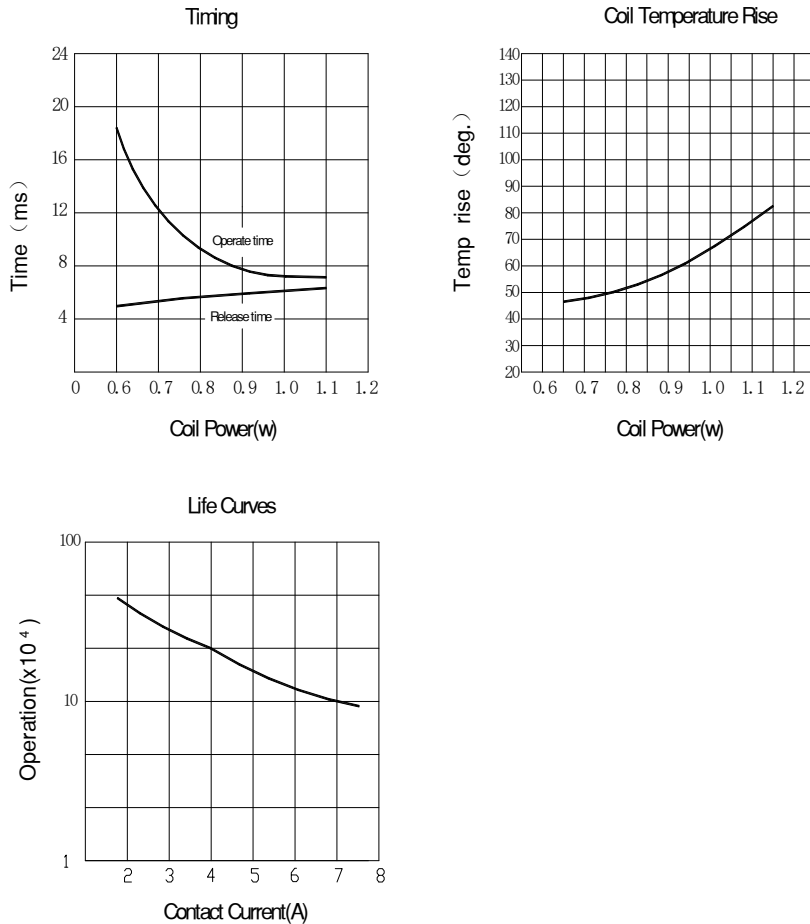 Timing
24
20
16
12
8
4
Time (ms)
Operate time
Release time
0 0.6 0.7 0.8 0.9 1.0 1.1 1.2
Coil Power(w)
Coil Temperature Rise
140
130
120
110
100
90
80
70
60
50
40
30
20
Temp rise (deg.)
0.6 0.7 0.8 0.9 1.0 1.1 1.2
Coil Power(w)
Life Curves
100
10
1
Operation(x10⁴)
2 3 4 5 6 7 8
Contact Current(A)